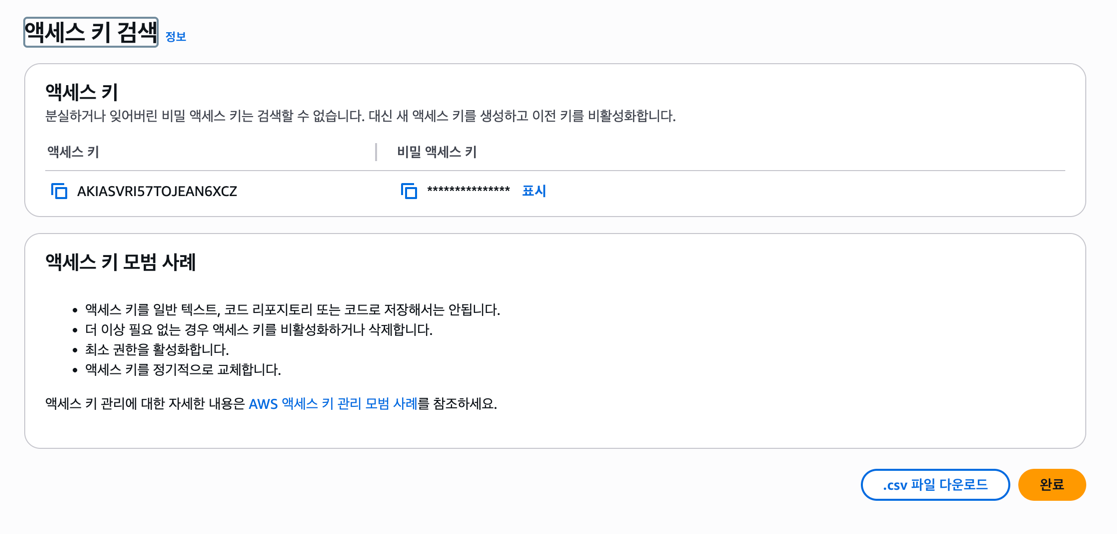 액세스 키 검색 정보
액세스 키
분실하거나 잊어버린 비밀 액세스 키는 검색할 수 없습니다. 대신 새 액세스 키를 생성하고 이전 키를 비활성화합니다.
액세스 키 비밀 액세스 키
AKIASVRI57TOJEAN6XCZ *************** 표시
액세스 키 모범 사례
• 액세스 키를 일반 텍스트, 코드 리포지토리 또는 코드로 저장해서는 안됩니다.
• 더 이상 필요 없는 경우 액세스 키를 비활성화하거나 삭제합니다.
• 최소 권한을 활성화합니다.
• 액세스 키를 정기적으로 교체합니다.
액세스 키 관리에 대한 자세한 내용은 AWS 액세스 키 관리 모범 사례를 참조하세요.
.csv 파일 다운로드 완료